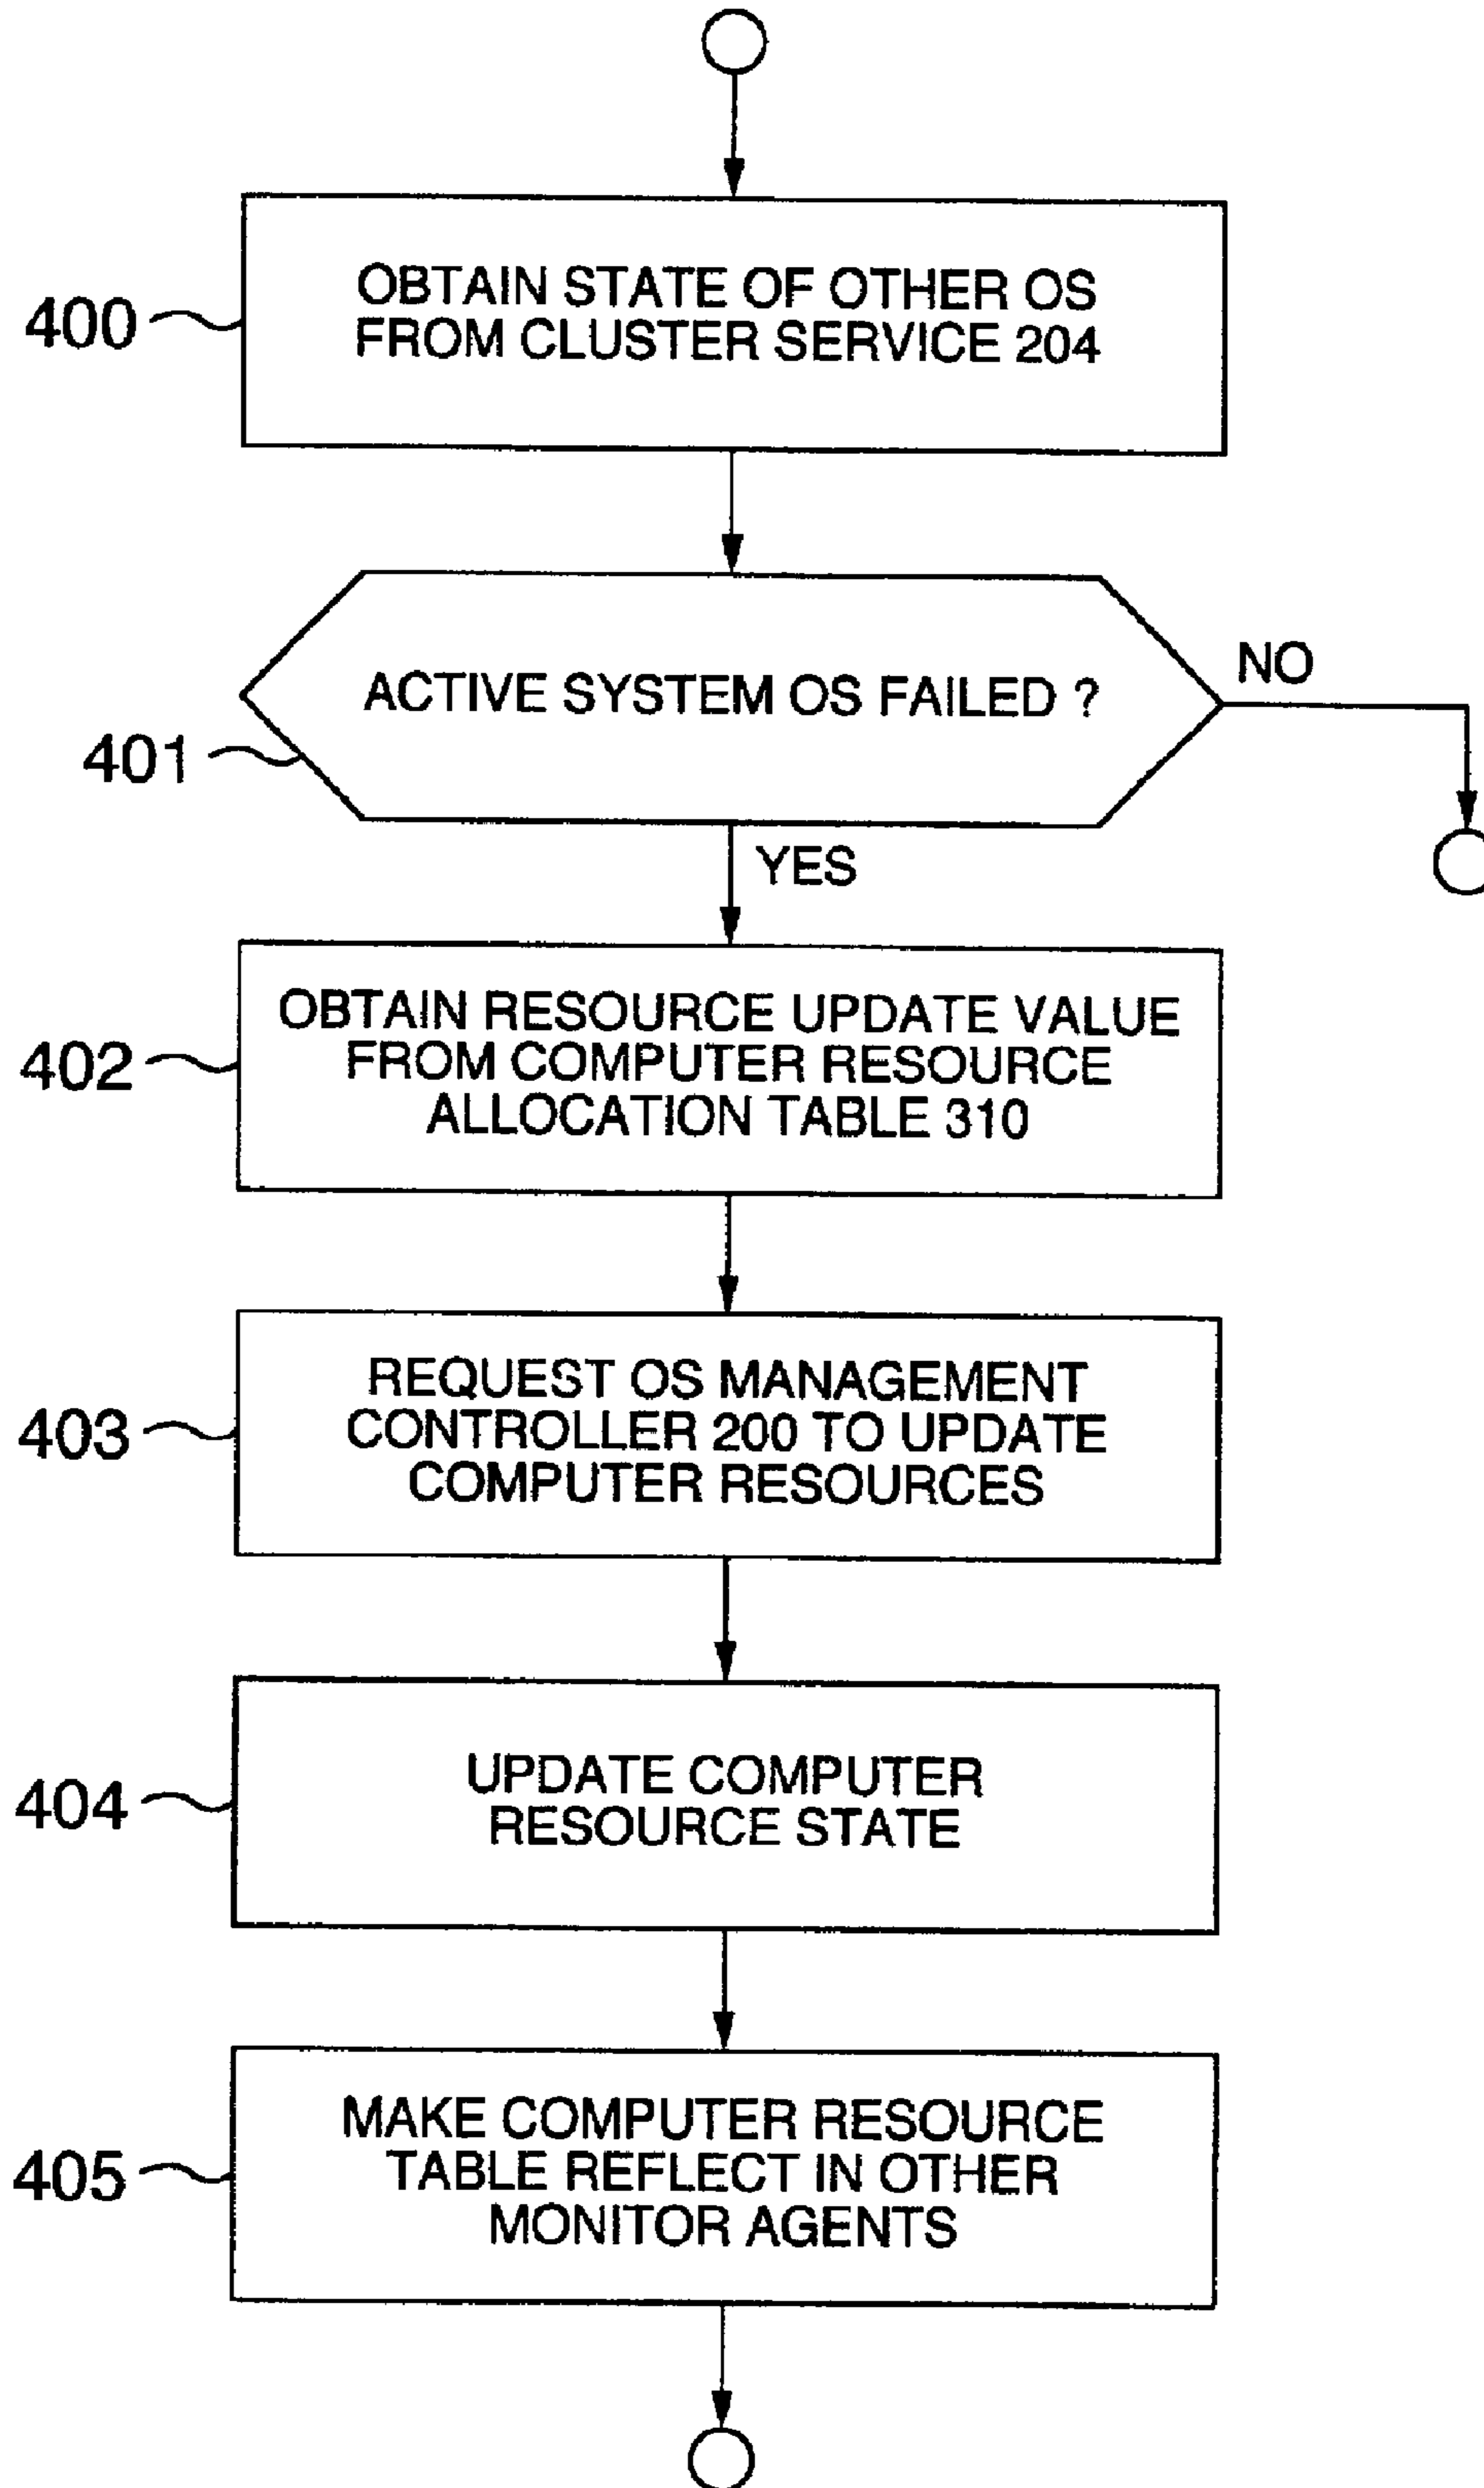 OBTAIN STATE OF OTHER OS
FROM CLUSTER SERVICE 204
400
ACTIVE SYSTEM OS FAILED ?
NO
401
YES
OBTAIN RESOURCE UPDATE VALUE
FROM COMPUTER RESOURCE
ALLOCATION TABLE 310
402
REQUEST OS MANAGEMENT
CONTROLLER 200 TO UPDATE
COMPUTER RESOURCES
403
UPDATE COMPUTER
RESOURCE STATE
404
MAKE COMPUTER RESOURCE
TABLE REFLECT IN OTHER
MONITOR AGENTS
405